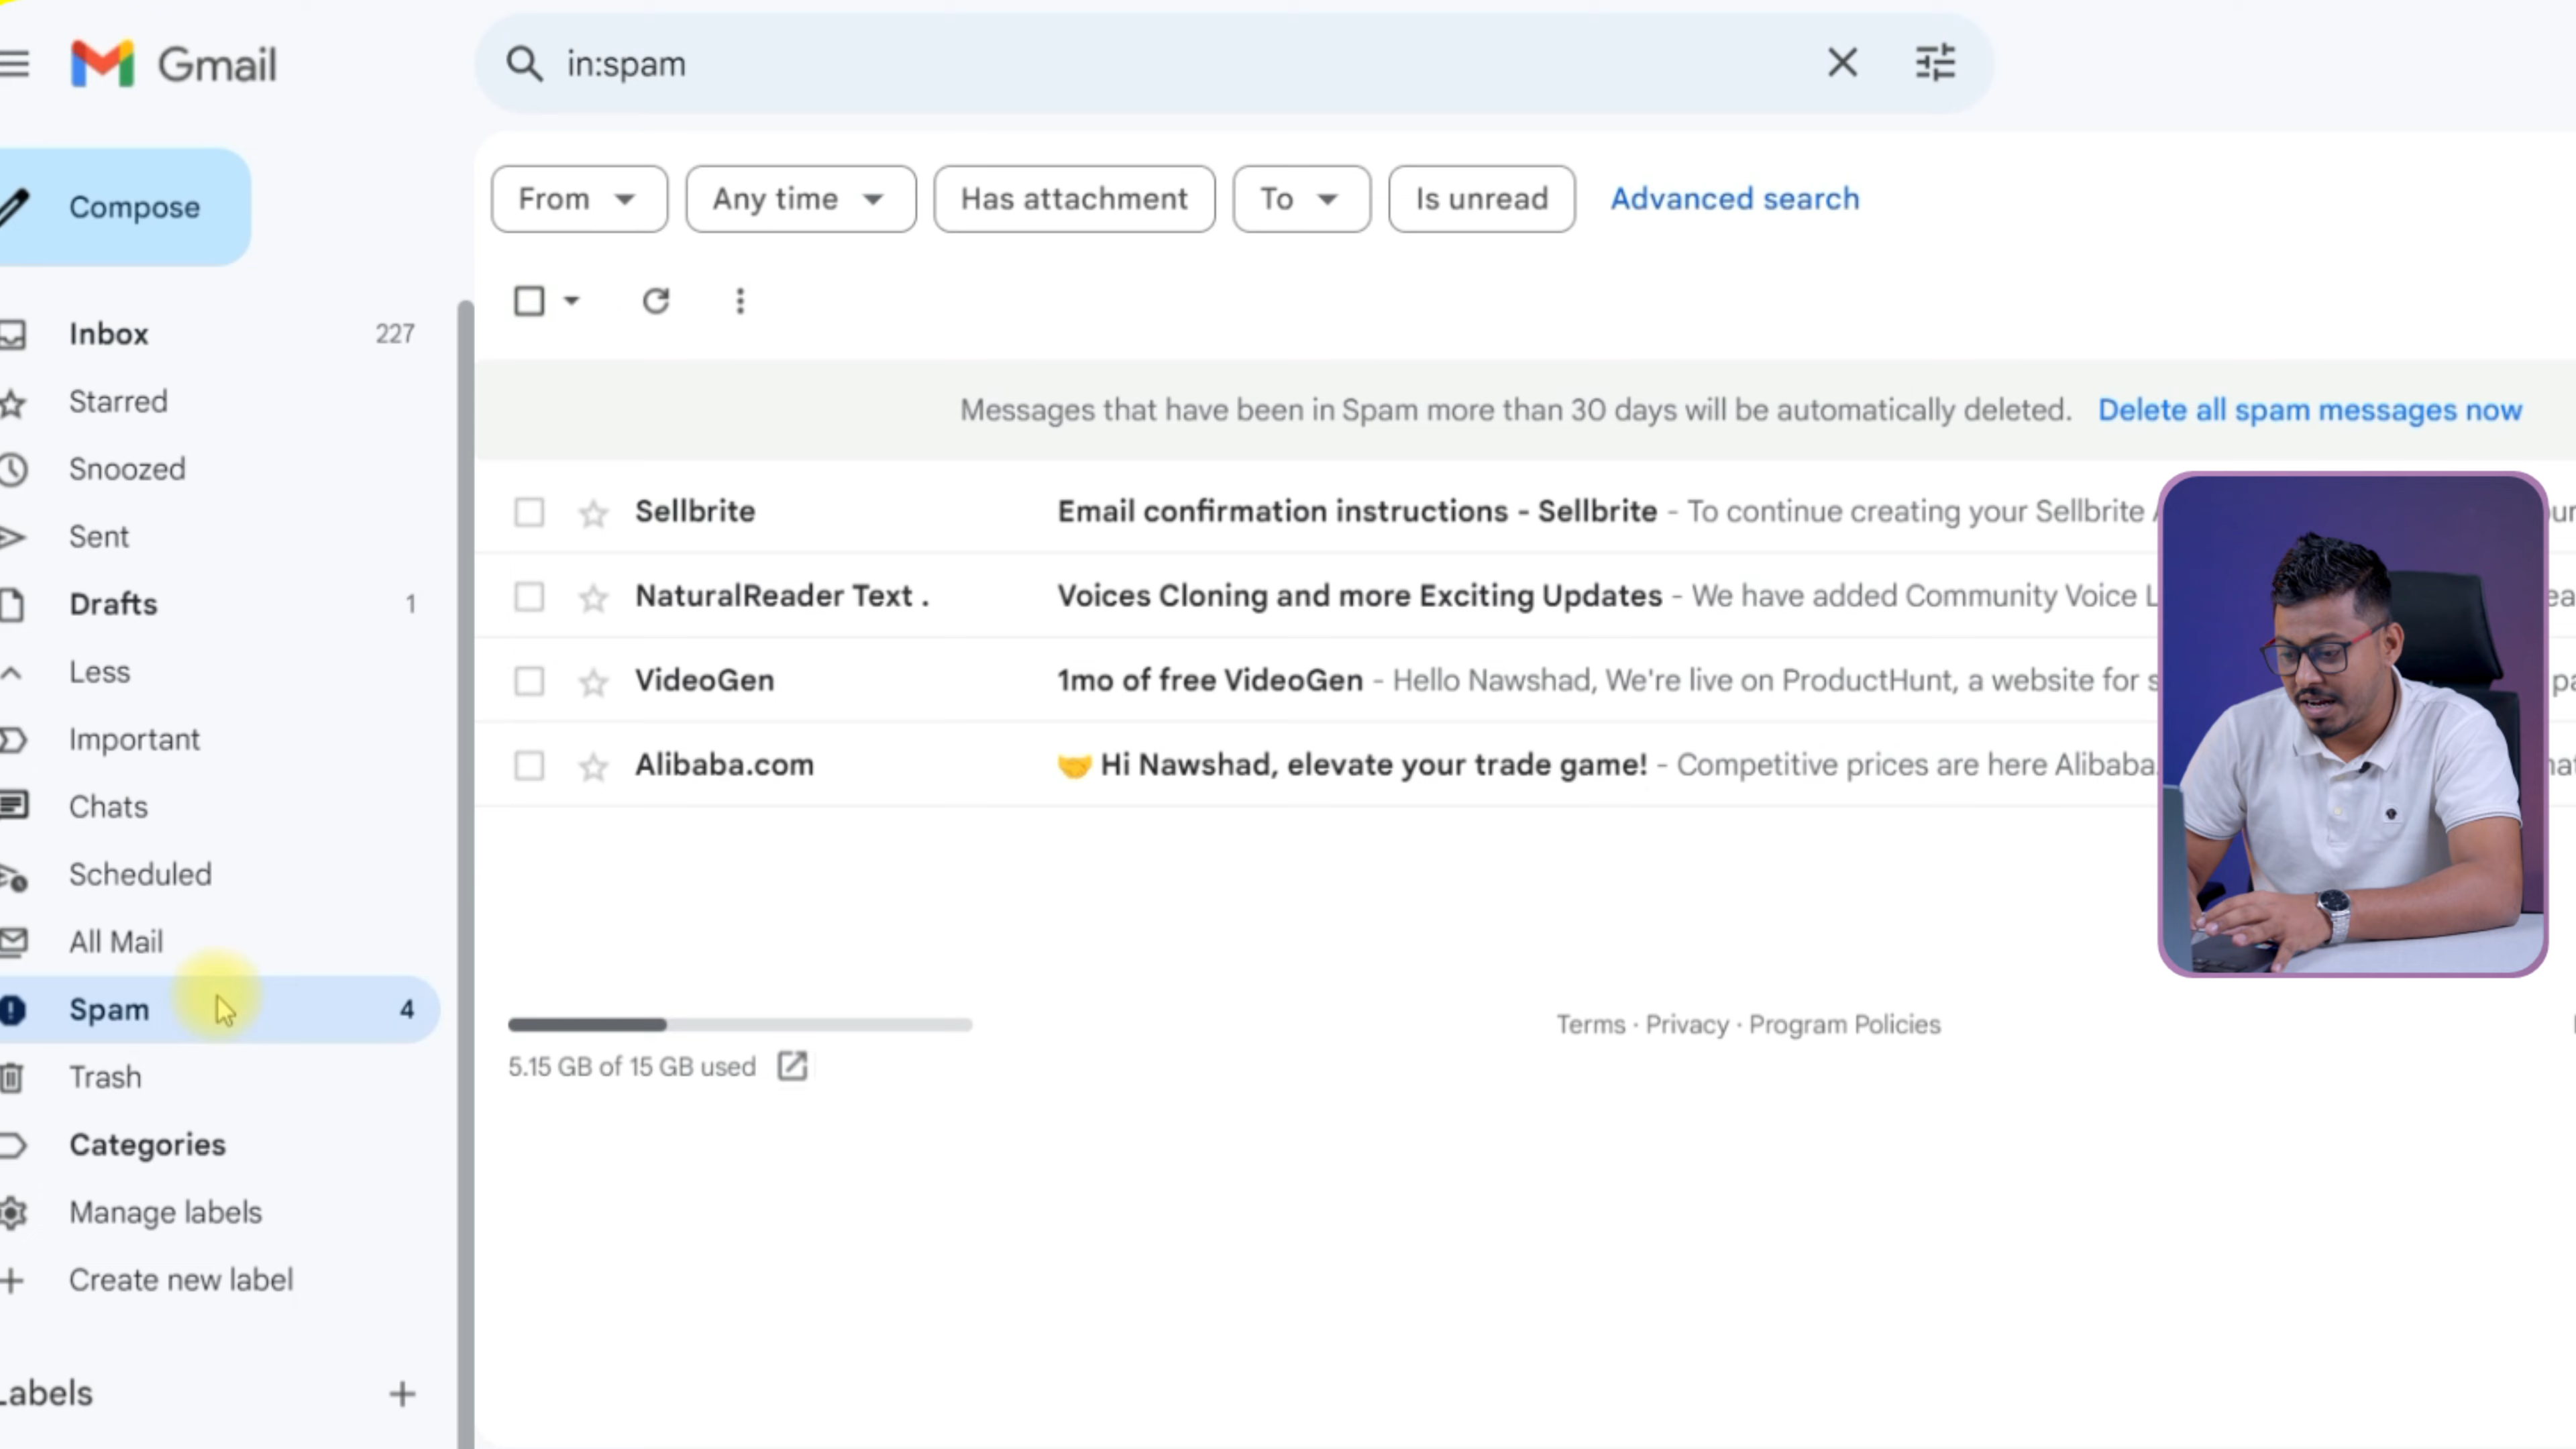 Gmail
in:spam
Compose
From
Any time
Has attachment
To
Is unread
Advanced search
Inbox 227
Starred
Snoozed
Sent
Drafts 1
Less
Important
Chats
Scheduled
All Mail
Spam 4
Trash
Categories
Manage labels
Create new label
Labels
Messages that have been in Spam more than 30 days will be automatically deleted. Delete all spam messages now
Sellbrite Email confirmation instructions - Sellbrite - To continue creating your Sellbrite
NaturalReader Text . Voices Cloning and more Exciting Updates - We have added Community Voice L
VideoGen 1mo of free VideoGen - Hello Nawshad, We're live on ProductHunt, a website for s
Alibaba.com 🤝 Hi Nawshad, elevate your trade game! - Competitive prices are here Alibaba.
5.15 GB of 15 GB used
Terms · Privacy · Program Policies